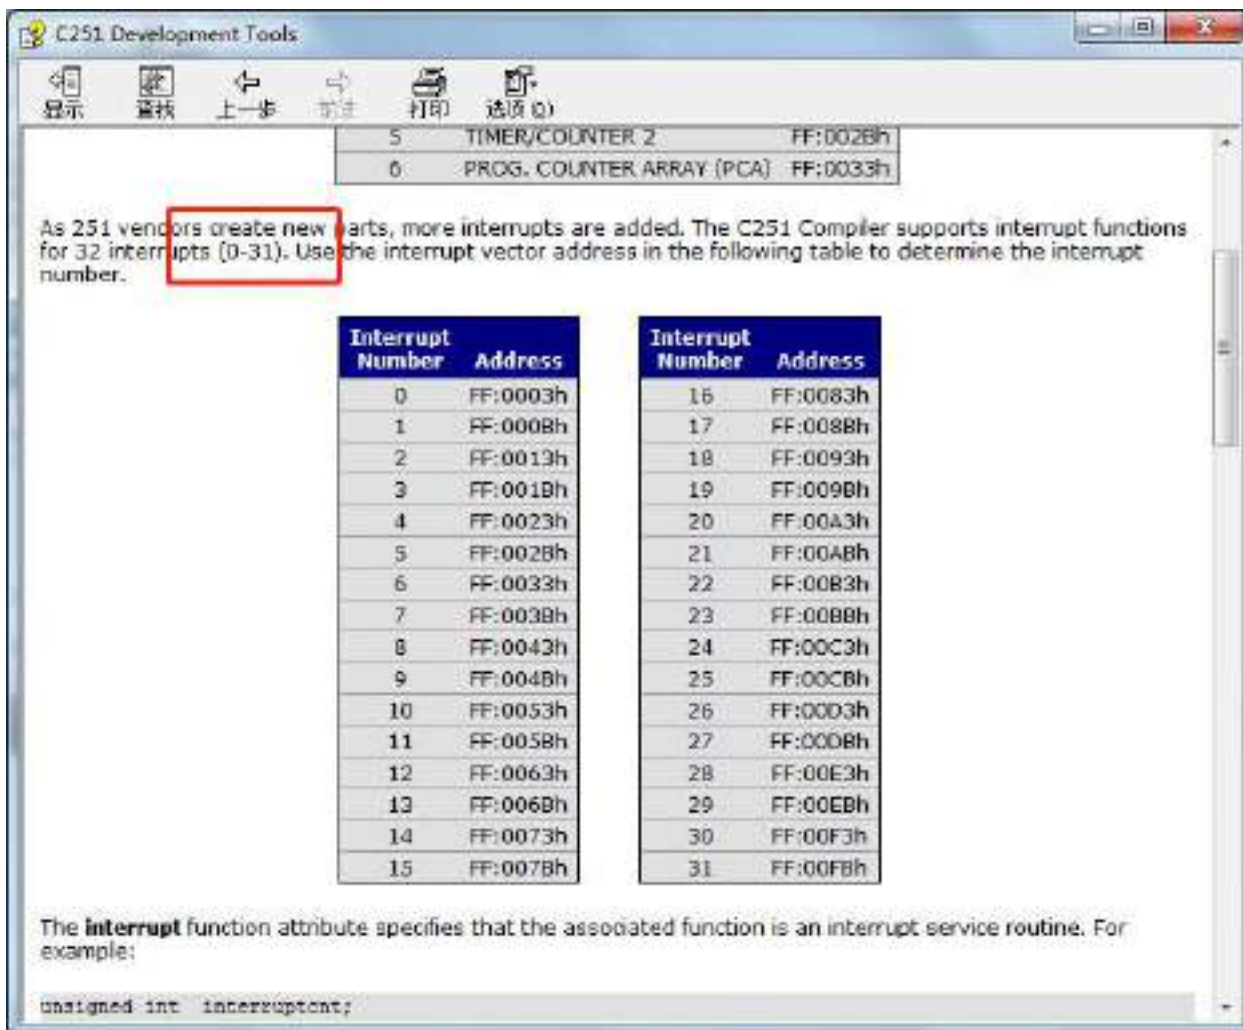 C251 Development Tools
显示 查找 上一步 前进 打印 选项(O)
5 TIMER/COUNTER 2 FF:002Bh
6 PROG. COUNTER ARRAY (PCA) FF:0033h
As 251 vendors create new parts, more interrupts are added. The C251 Compiler supports interrupt functions
for 32 interrupts (0-31). Use the interrupt vector address in the following table to determine the interrupt
number.
Interrupt Number Address Interrupt Number Address
0 FF:0003h 16 FF:0083h
1 FF:000Bh 17 FF:008Bh
2 FF:0013h 18 FF:0093h
3 FF:001Bh 19 FF:009Bh
4 FF:0023h 20 FF:00A3h
5 FF:002Bh 21 FF:00ABh
6 FF:0033h 22 FF:00B3h
7 FF:003Bh 23 FF:00BBh
8 FF:0043h 24 FF:00C3h
9 FF:004Bh 25 FF:00CBh
10 FF:0053h 26 FF:00D3h
11 FF:005Bh 27 FF:00DBh
12 FF:0063h 28 FF:00E3h
13 FF:006Bh 29 FF:00EBh
14 FF:0073h 30 FF:00F3h
15 FF:007Bh 31 FF:00FBh
The interrupt function attribute specifies that the associated function is an interrupt service routine. For
example:
unsigned int interruptcnt;